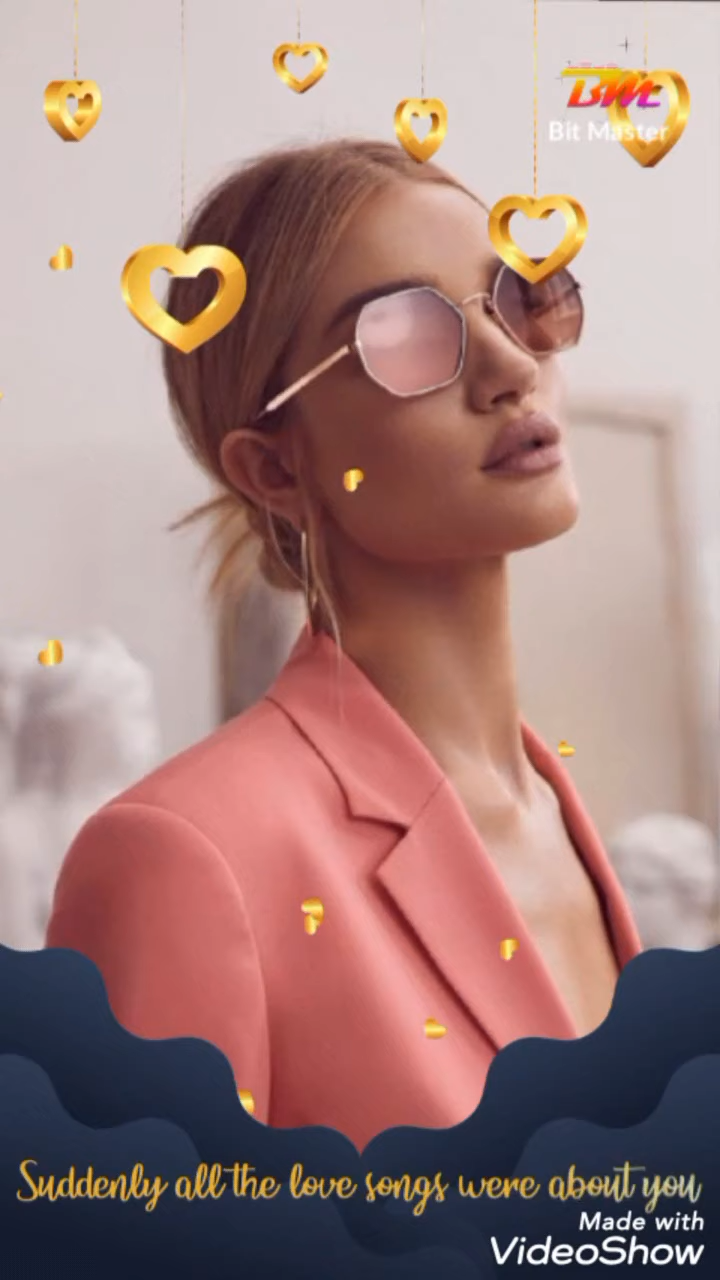 BM
Bit Master
Suddenly all the love songs were about you
Made with
VideoShow